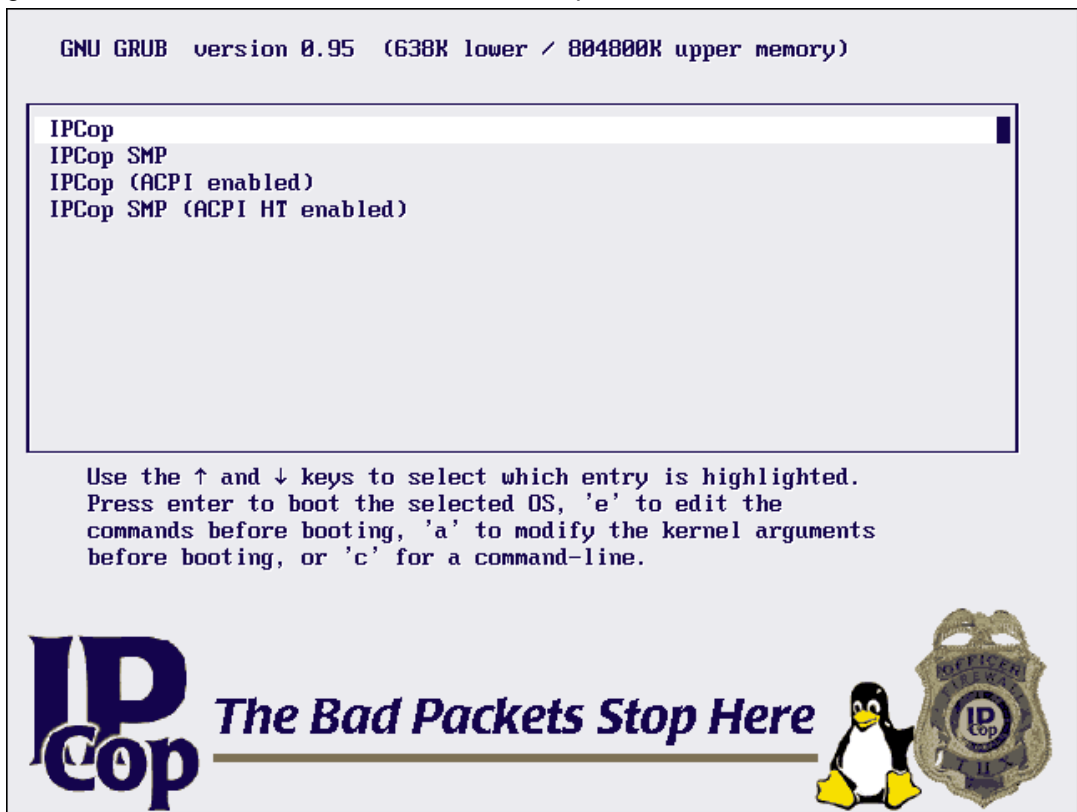 GNU GRUB version 0.95 (638K lower / 804800K upper memory)
IPCop
IPCop SMP
IPCop (ACPI enabled)
IPCop SMP (ACPI HT enabled)
Use the ↑ and ↓ keys to select which entry is highlighted.
Press enter to boot the selected OS, 'e' to edit the
commands before booting, 'a' to modify the kernel arguments
before booting, or 'c' for a command-line.
IP
Cop
The Bad Packets Stop Here
OFFICER
IP
Cop